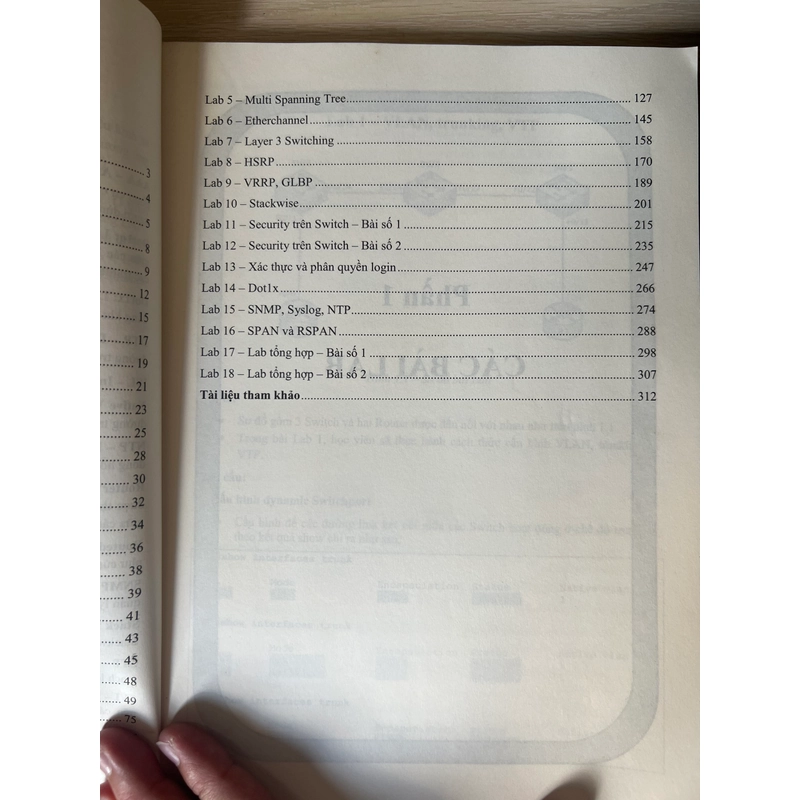 3
4
5
8
9
12
15
17
19
21
23
25
28
30
32
34
36
38
39
41
43
45
48
49
75
Lab 5 – Multi Spanning Tree 127
Lab 6 – Etherchannel 145
Lab 7 – Layer 3 Switching 158
Lab 8 – HSRP 170
Lab 9 – VRRP, GLBP 189
Lab 10 – Stackwise 201
Lab 11 – Security trên Switch – Bài số 1 215
Lab 12 – Security trên Switch – Bài số 2 235
Lab 13 – Xác thực và phân quyền login 247
Lab 14 – Dot1x 266
Lab 15 – SNMP, Syslog, NTP 274
Lab 16 – SPAN và RSPAN 288
Lab 17 – Lab tổng hợp – Bài số 1 298
Lab 18 – Lab tổng hợp – Bài số 2 307
Tài liệu tham khảo 312
Phần 1
CÁC BÀI LAB